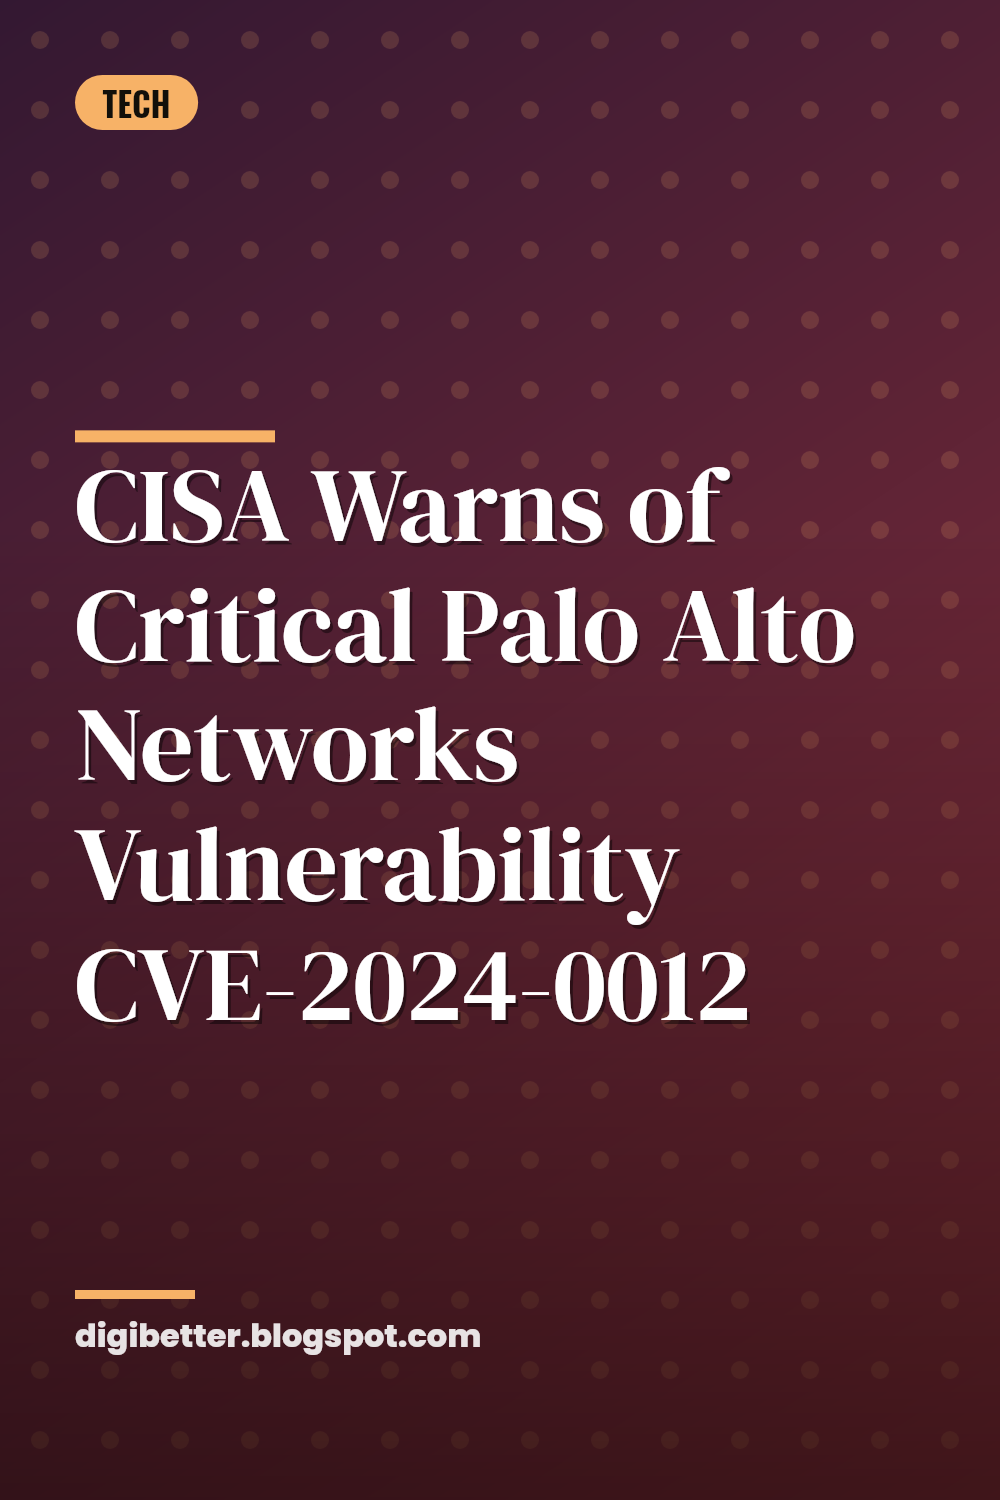 TECH
CISA Warns of
Critical Palo Alto
Networks
Vulnerability
CVE-2024-0012
digibetter.blogspot.com